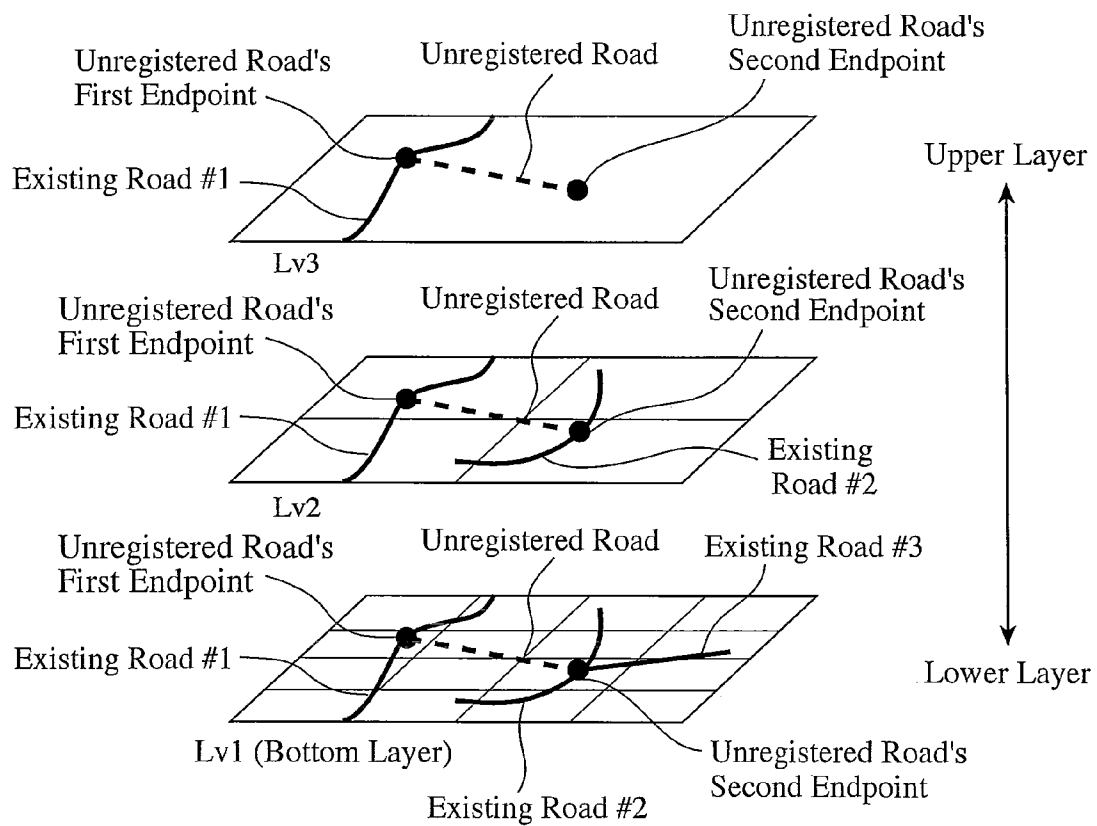 Unregistered Road's
First Endpoint
Unregistered Road
Unregistered Road's
Second Endpoint
Existing Road #1
Lv3
Upper Layer
Unregistered Road's
First Endpoint
Unregistered Road
Unregistered Road's
Second Endpoint
Existing Road #1
Existing
Road #2
Lv2
Unregistered Road's
First Endpoint
Unregistered Road
Existing Road #3
Existing Road #1
Lower Layer
Lv1 (Bottom Layer)
Existing Road #2
Unregistered Road's
Second Endpoint